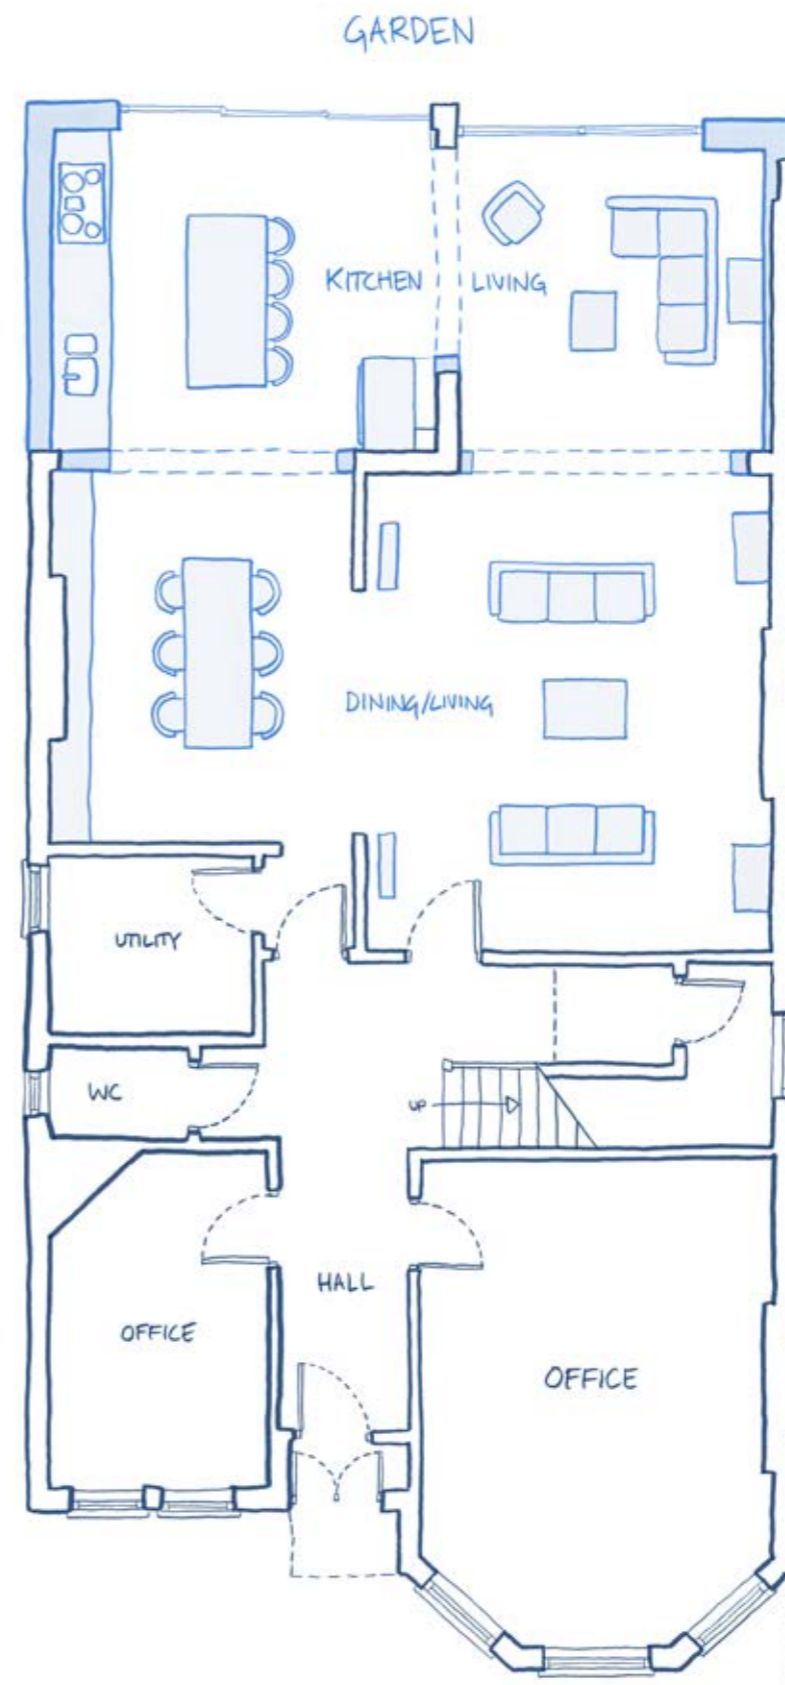 GARDEN
KITCHEN
LIVING
DINING/LIVING
UTILITY
WC
UP
HALL
OFFICE
OFFICE